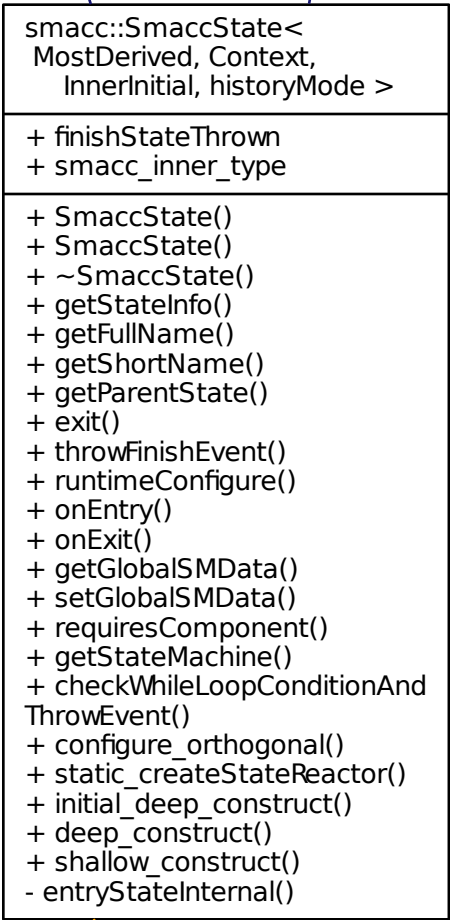 smacc::SmaccState<
MostDerived, Context,
InnerInitial, historyMode >
+ finishStateThrown
+ smacc_inner_type
+ SmaccState()
+ SmaccState()
+ ~SmaccState()
+ getStateInfo()
+ getFullName()
+ getShortName()
+ getParentState()
+ exit()
+ throwFinishEvent()
+ runtimeConfigure()
+ onEntry()
+ onExit()
+ getGlobalSMData()
+ setGlobalSMData()
+ requiresComponent()
+ getStateMachine()
+ checkWhileLoopConditionAnd
ThrowEvent()
+ configure_orthogonal()
+ static_createStateReactor()
+ initial_deep_construct()
+ deep_construct()
+ shallow_construct()
- entryStateInternal()